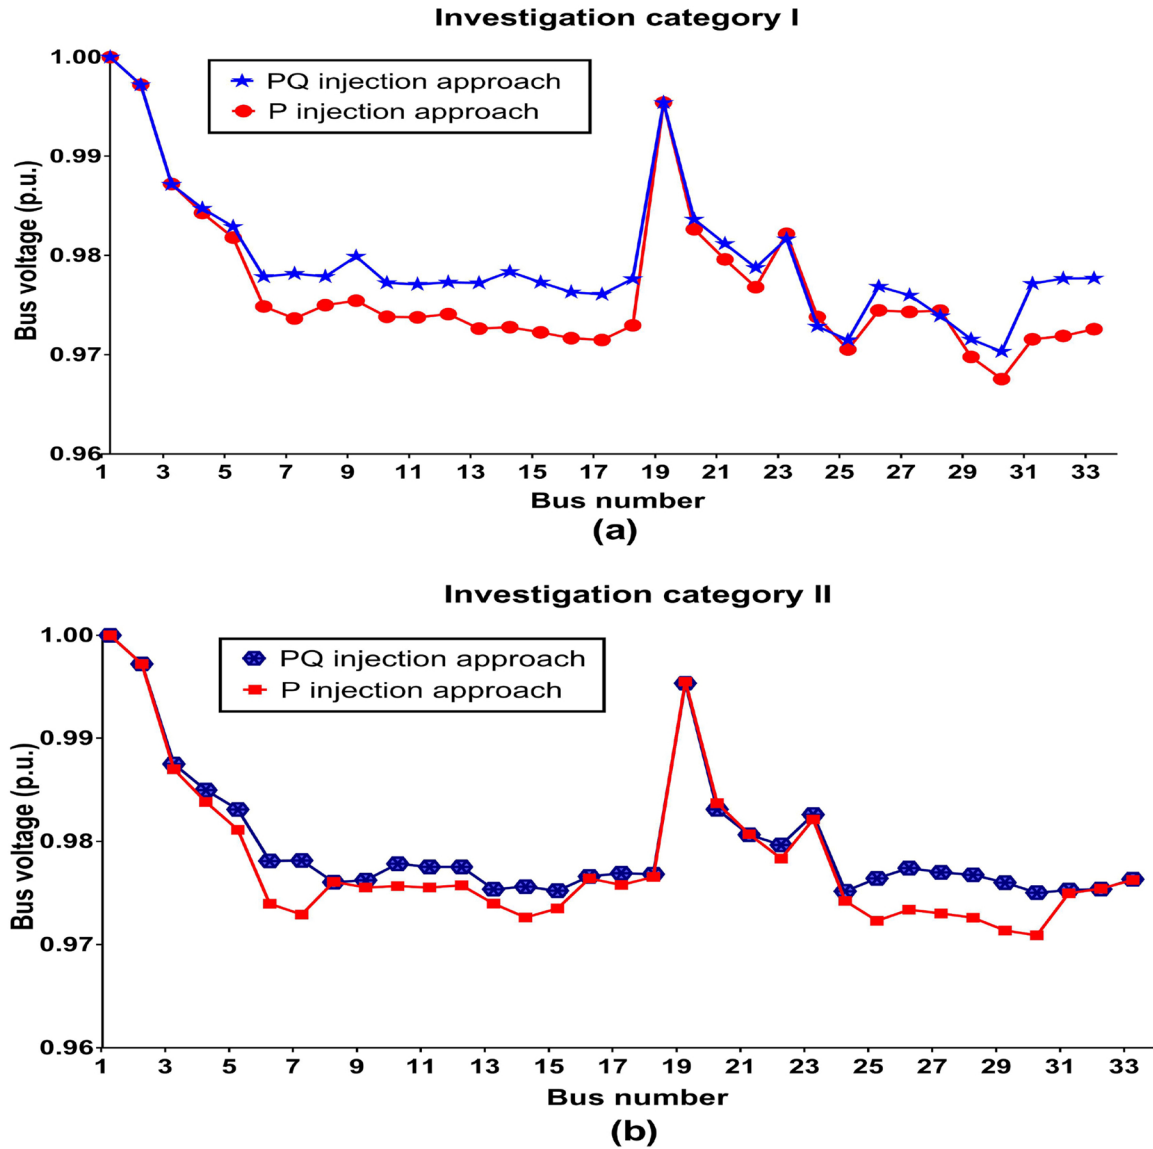 Investigation category I
1.00
PQ injection approach
P injection approach
0.99
0.98
0.97
0.96
Bus voltage (p.u.)
1 3 5 7 9 11 13 15 17 19 21 23 25 27 29 31 33
Bus number
(a)
Investigation category II
1.00
PQ injection approach
P injection approach
0.99
0.98
0.97
0.96
Bus voltage (p.u.)
1 3 5 7 9 11 13 15 17 19 21 23 25 27 29 31 33
Bus number
(b)